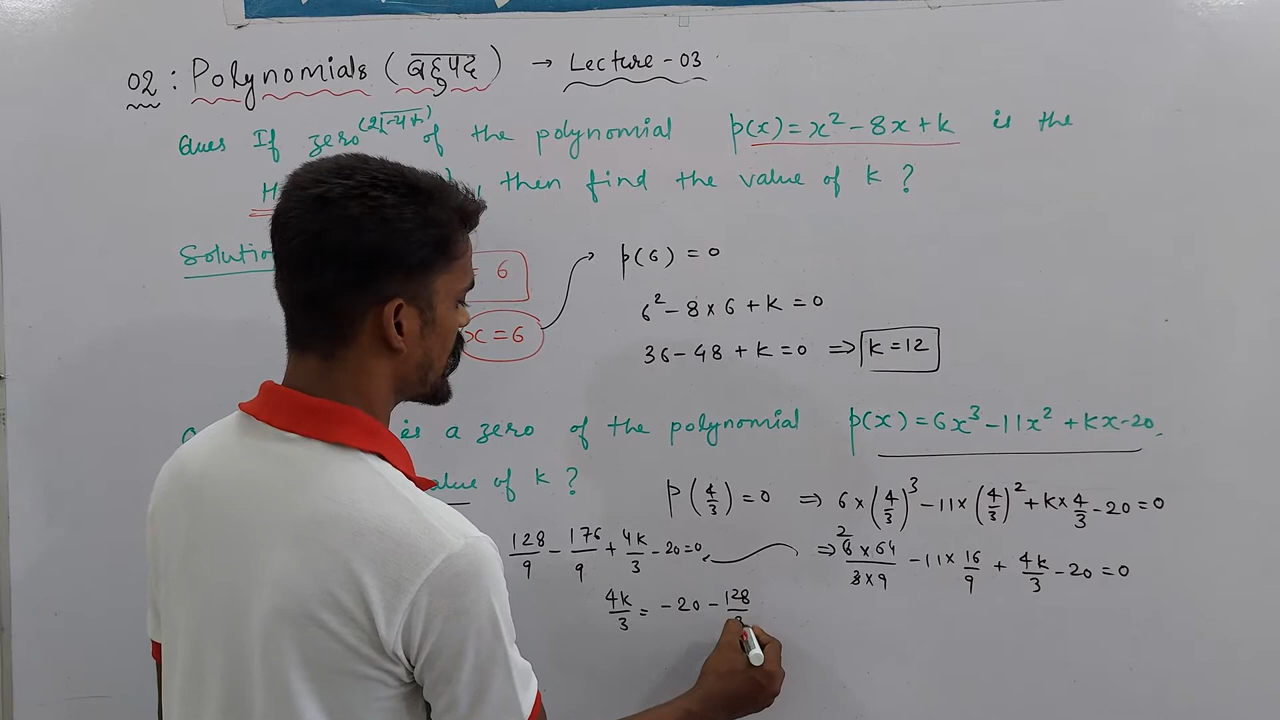 02 : Polynomials (बहुपद) → Lecture - 03
Ques If zero (शून्यक) of the polynomial p(x) = x² - 8x + k is the
H , then find the value of k ?
Solution
= 6
x = 6
p(6) = 0
6² - 8 × 6 + k = 0
36 - 48 + k = 0 ⇒ k = 12
is a zero of the polynomial p(x) = 6x³ - 11x² + kx - 20.
value of k ?
p(4/3) = 0 ⇒ 6 × (4/3)³ - 11 × (4/3)² + k × 4/3 - 20 = 0
⇒ 2 6 × 64 / 3 × 9 - 11 × 16/9 + 4k/3 - 20 = 0
128/9 - 176/9 + 4k/3 - 20 = 0
4k/3 = - 20 - 128